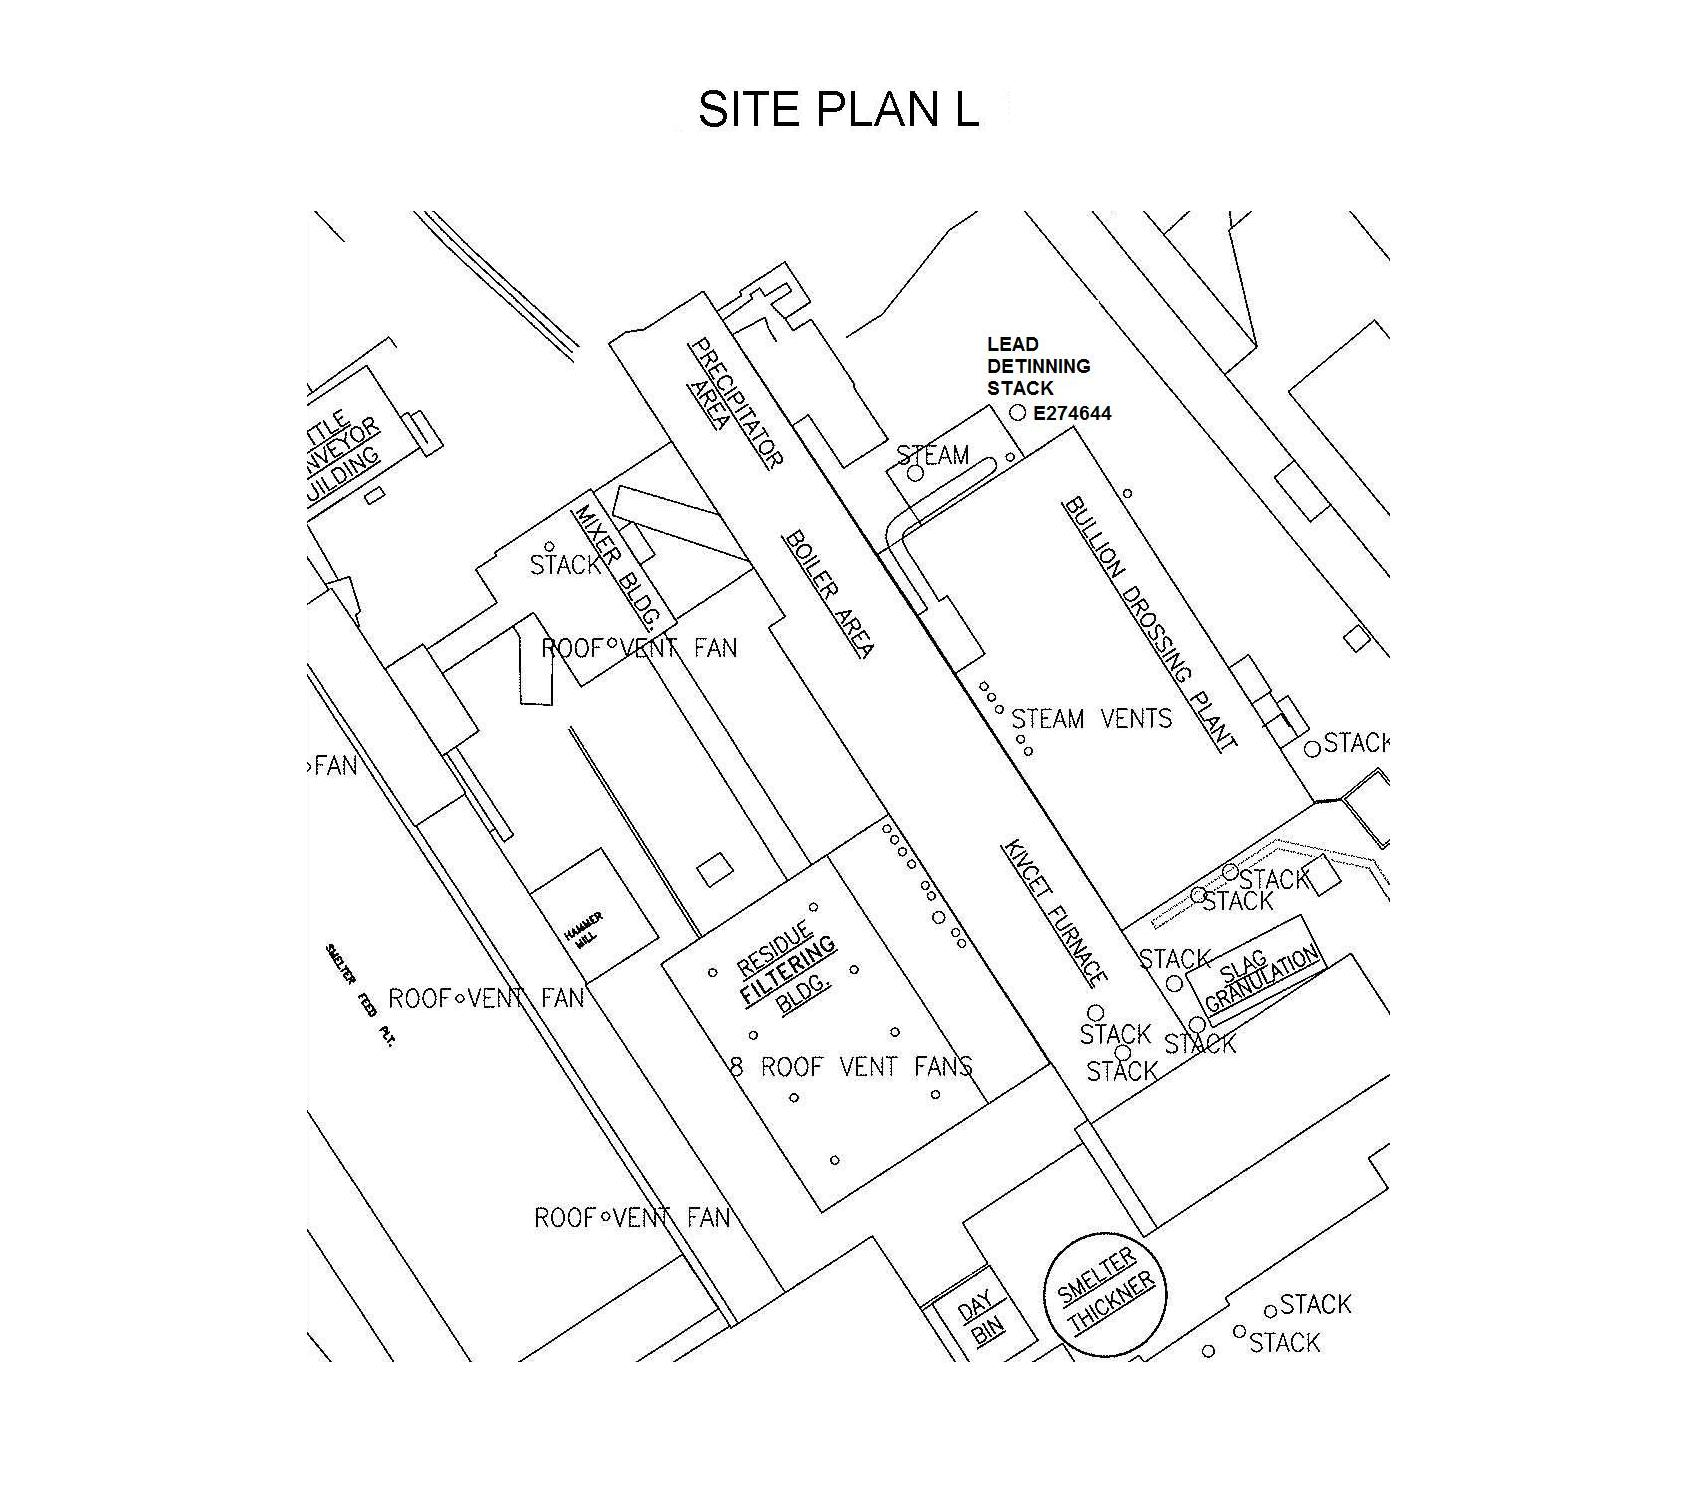 SITE PLAN L
LEAD
DETINNING
STACK
E274644
PRECIPITATOR
AREA
TTLE
NVEYOR
UILDING
STEAM
MIXER BLDG.
STACK
BOILER AREA
BULLION DROSSING PLANT
ROOF VENT FAN
STEAM VENTS
STACK
FAN
KIVCET FURNACE
STACK
STACK
HAMMER
MILL
RESIDUE
FILTERING
BLDG.
STACK
SLAG
GRANULATION
SMELTER FEED PLT.
ROOF VENT FAN
STACK
STACK
STACK
8 ROOF VENT FANS
ROOF VENT FAN
SMELTER
THICKNER
DAY
BIN
STACK
STACK